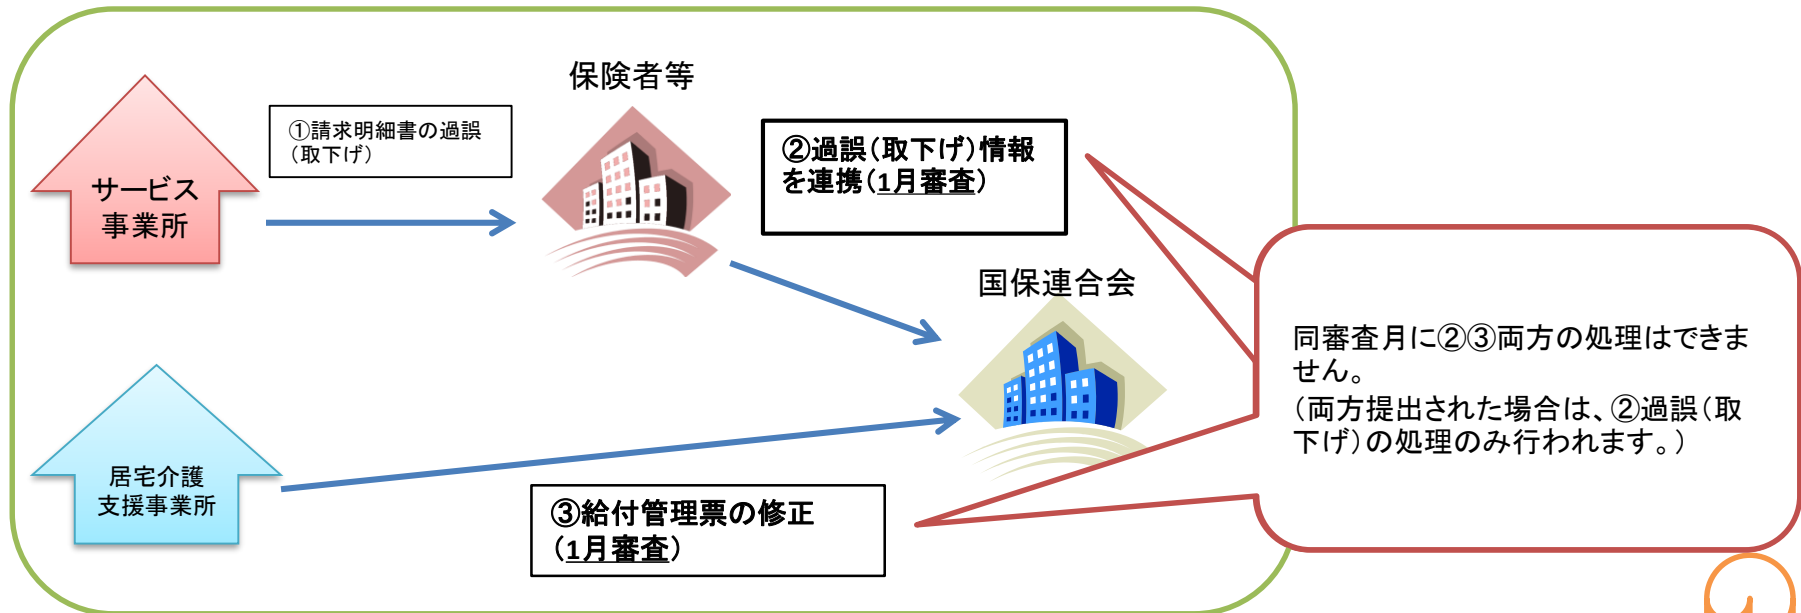 保険者等
①請求明細書の過誤
（取下げ）
サービス
事業所
②過誤（取下げ）情報
を連携（1月審査）
国保連合会
同審査月に②③両方の処理はできま
せん。
（両方提出された場合は、②過誤（取
下げ）の処理のみ行われます。）
居宅介護
支援事業所
③給付管理票の修正
（1月審査）